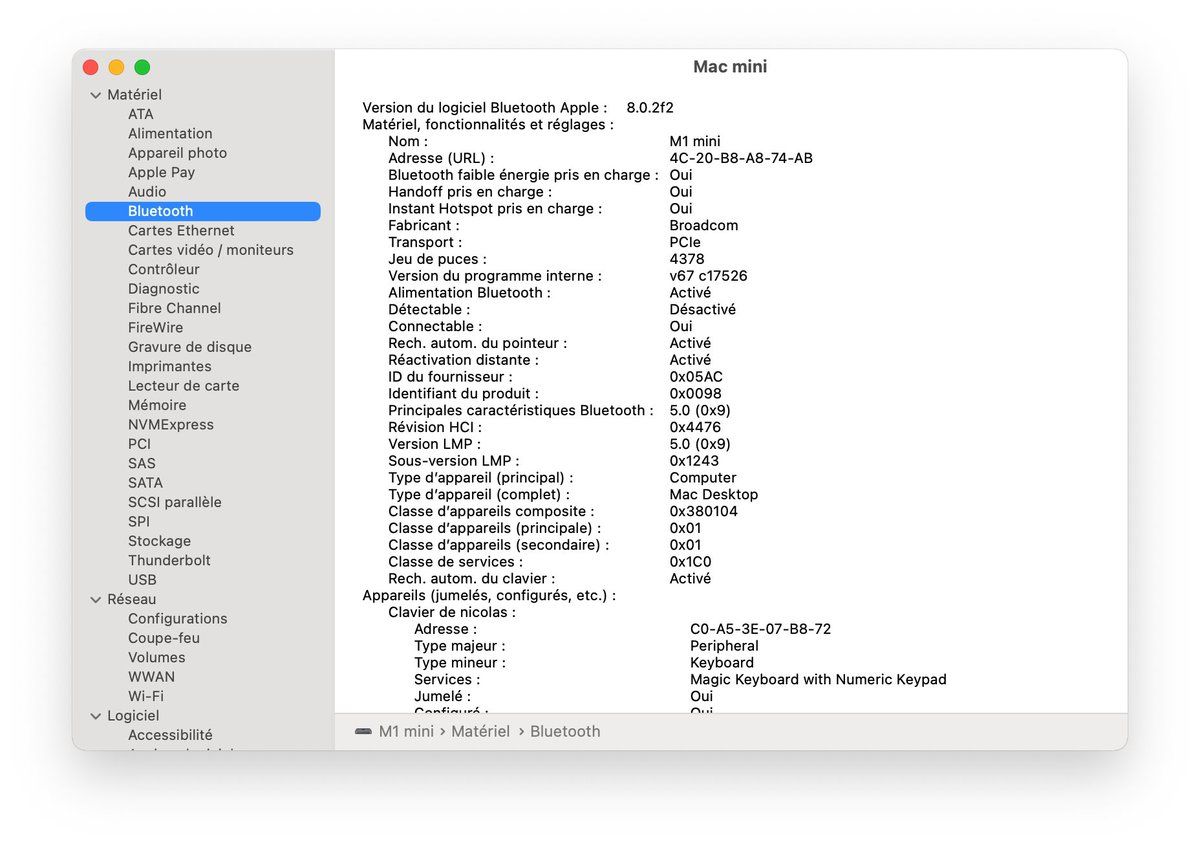 Mac mini
Matériel
ATA
Alimentation
Appareil photo
Apple Pay
Audio
Bluetooth
Cartes Ethernet
Cartes vidéo / moniteurs
Contrôleur
Diagnostic
Fibre Channel
FireWire
Gravure de disque
Imprimantes
Lecteur de carte
Mémoire
NVMExpress
PCI
SAS
SATA
SCSI parallèle
SPI
Stockage
Thunderbolt
USB
Réseau
Configurations
Coupe-feu
Volumes
WWAN
Wi-Fi
Logiciel
Accessibilité
Version du logiciel Bluetooth Apple : 8.0.2f2
Matériel, fonctionnalités et réglages :
Nom : M1 mini
Adresse (URL) : 4C-20-B8-A8-74-AB
Bluetooth faible énergie pris en charge : Oui
Handoff pris en charge : Oui
Instant Hotspot pris en charge : Oui
Fabricant : Broadcom
Transport : PCIe
Jeu de puces : 4378
Version du programme interne : v67 c17526
Alimentation Bluetooth : Activé
Détectable : Désactivé
Connectable : Oui
Rech. autom. du pointeur : Activé
Réactivation distante : Activé
ID du fournisseur : 0x05AC
Identifiant du produit : 0x0098
Principales caractéristiques Bluetooth : 5.0 (0x9)
Révision HCI : 0x4476
Version LMP : 5.0 (0x9)
Sous-version LMP : 0x1243
Type d’appareil (principal) : Computer
Type d’appareil (complet) : Mac Desktop
Classe d’appareils composite : 0x380104
Classe d’appareils (principale) : 0x01
Classe d’appareils (secondaire) : 0x01
Classe de services : 0x1C0
Rech. autom. du clavier : Activé
Appareils (jumelés, configurés, etc.) :
Clavier de nicolas :
Adresse : C0-A5-3E-07-B8-72
Type majeur : Peripheral
Type mineur : Keyboard
Services : Magic Keyboard with Numeric Keypad
Jumelé : Oui
Configuré : Oui
M1 mini › Matériel › Bluetooth